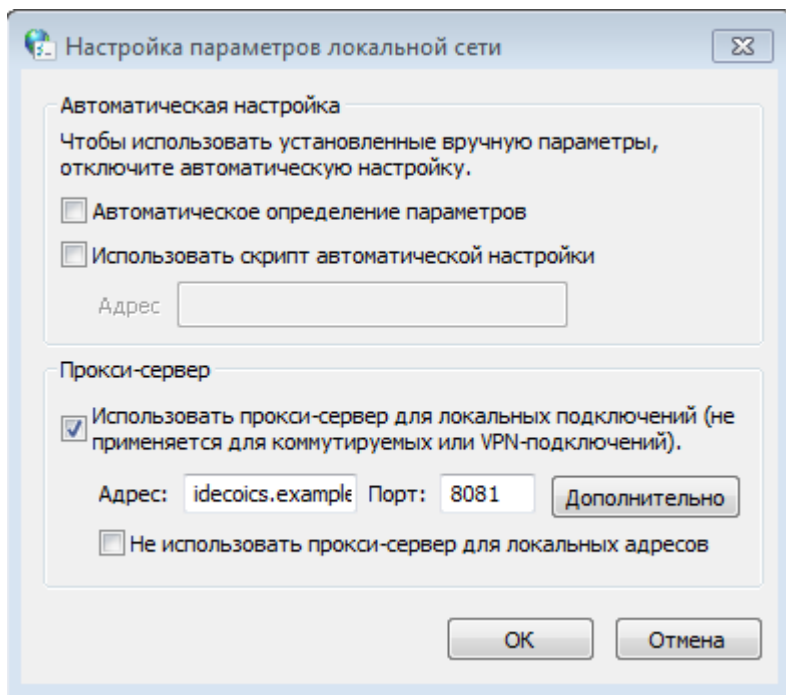 Настройка параметров локальной сети
Автоматическая настройка
Чтобы использовать установленные вручную параметры,
отключите автоматическую настройку.
Автоматическое определение параметров
Использовать скрипт автоматической настройки
Адрес
Прокси-сервер
Использовать прокси-сервер для локальных подключений (не
применяется для коммутируемых или VPN-подключений).
Адрес: idecoics.example Порт: 8081 Дополнительно
Не использовать прокси-сервер для локальных адресов
ОК Отмена